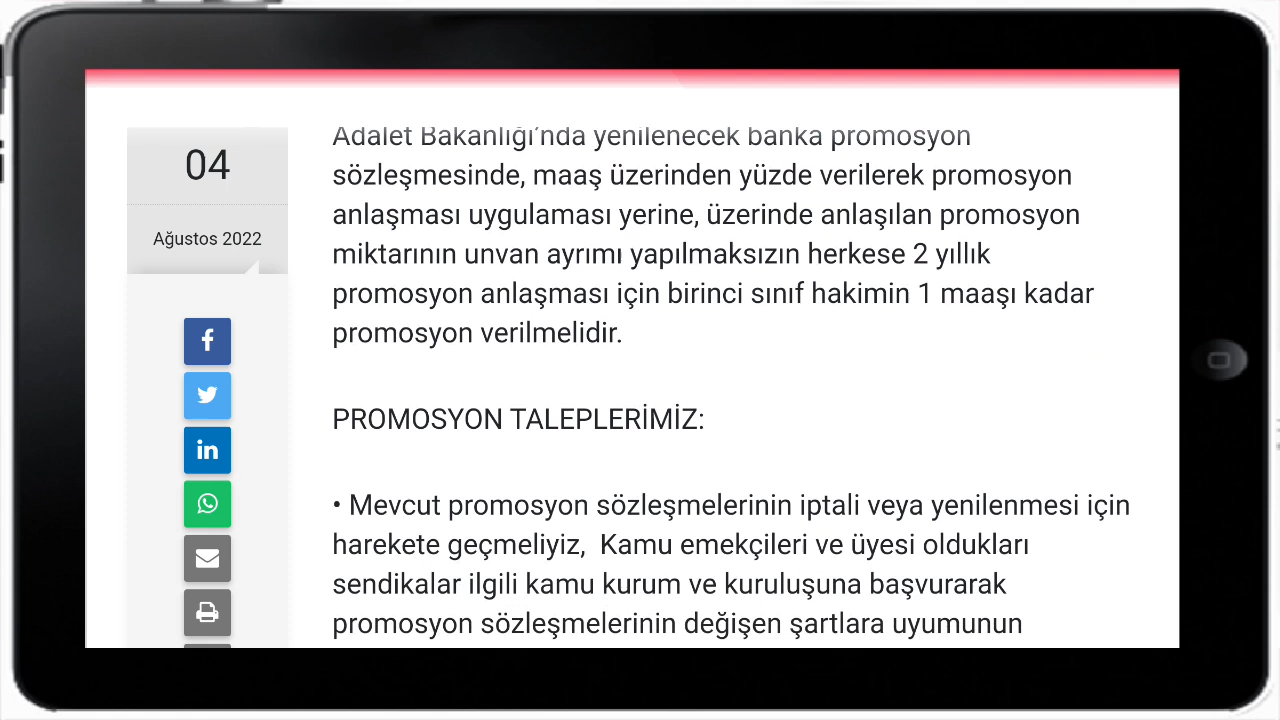 04
Ağustos 2022
Adalet Bakanlığı'nda yenilenecek banka promosyon
sözleşmesinde, maaş üzerinden yüzde verilerek promosyon
anlaşması uygulaması yerine, üzerinde anlaşılan promosyon
miktarının unvan ayrımı yapılmaksızın herkese 2 yıllık
promosyon anlaşması için birinci sınıf hakimin 1 maaşı kadar
promosyon verilmelidir.
PROMOSYON TALEPLERİMİZ:
• Mevcut promosyon sözleşmelerinin iptali veya yenilenmesi için
harekete geçmeliyiz,  Kamu emekçileri ve üyesi oldukları
sendikalar ilgili kamu kurum ve kuruluşuna başvurarak
promosyon sözleşmelerinin değişen şartlara uyumunun